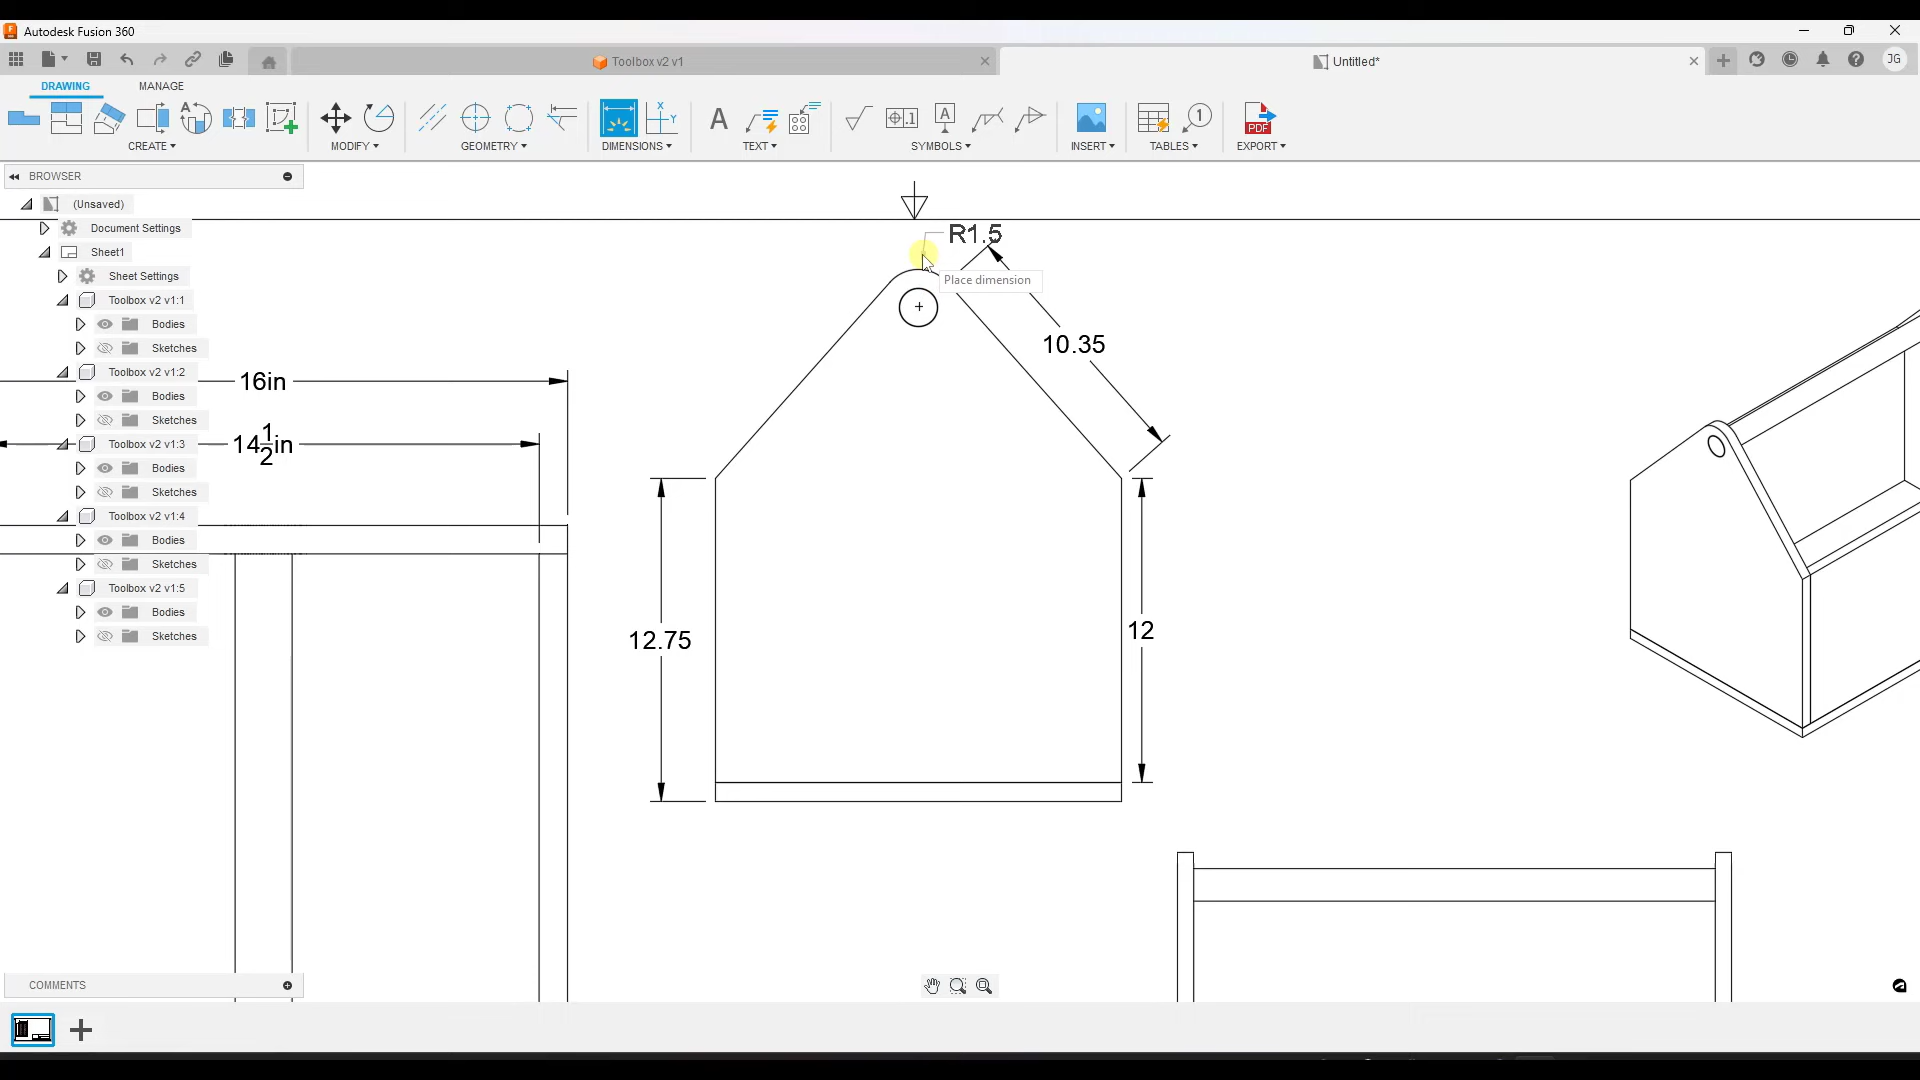 Autodesk Fusion 360
Toolbox v2 v1
Untitled*
JG
DRAWING
MANAGE
CREATE
MODIFY
GEOMETRY
DIMENSIONS
TEXT
SYMBOLS
INSERT
TABLES
EXPORT
BROWSER
(Unsaved)
Document Settings
Sheet1
Sheet Settings
Toolbox v2 v1:1
Bodies
Sketches
Toolbox v2 v1:2
Bodies
Sketches
Toolbox v2 v1:3
Bodies
Sketches
Toolbox v2 v1:4
Bodies
Sketches
Toolbox v2 v1:5
Bodies
Sketches
16in
14 1/2in
R1.5
Place dimension
10.35
12.75
12
COMMENTS